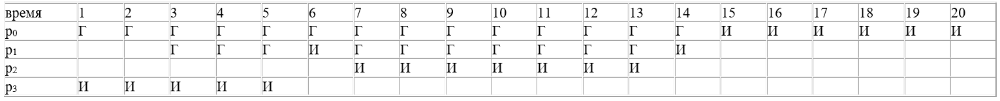 время 1 2 3 4 5 6 7 8 9 10 11 12 13 14 15 16 17 18 19 20
p0 Г Г Г Г Г Г Г Г Г Г Г Г Г Г И И И И И И
p1 Г Г Г И Г Г Г Г Г Г Г И
p2 И И И И И И И
p3 И И И И И